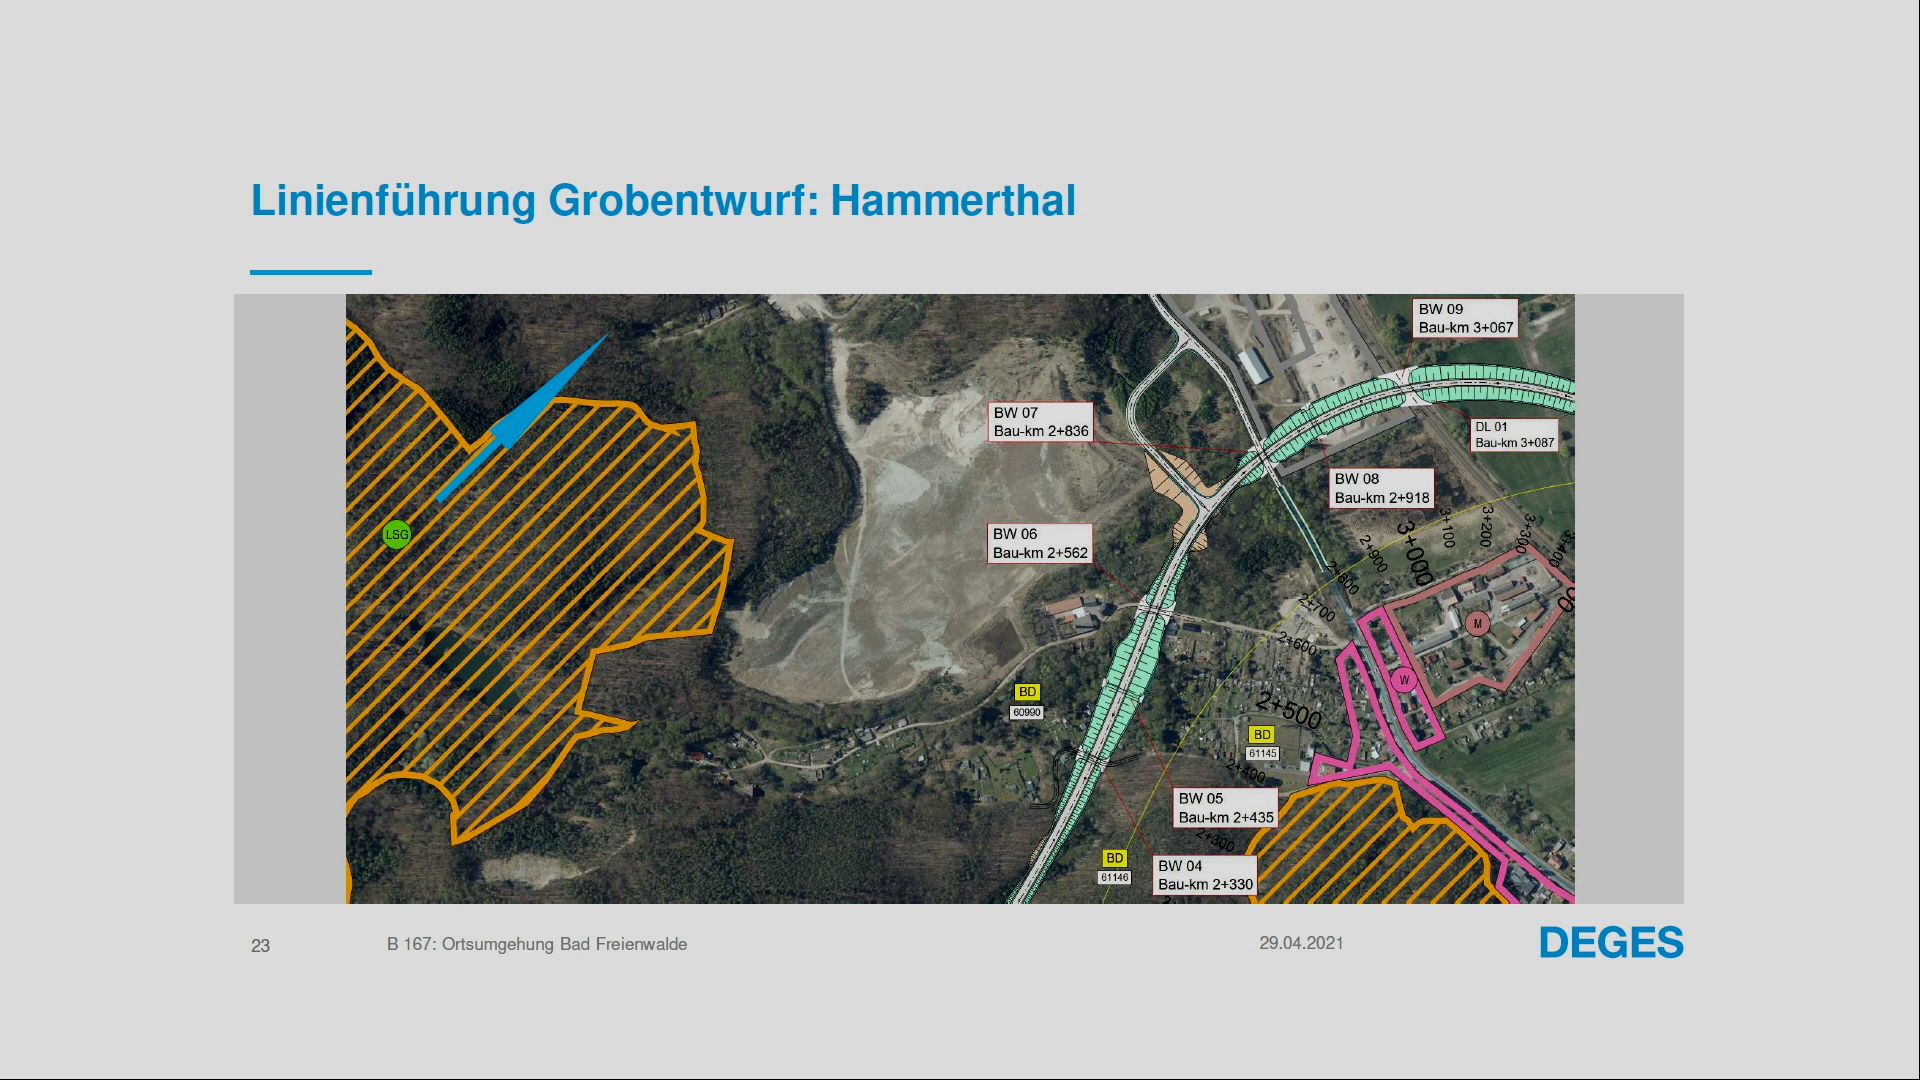 Linienführung Grobentwurf: Hammerthal
BW 09
Bau-km 3+067
BW 07
Bau-km 2+836
DL 01
Bau-km 3+087
BW 08
Bau-km 2+918
LSG
BW 06
Bau-km 2+562
3+000
3+100
3+200
3+300
3+400
2+900
2+800
2+700
2+600
M
W
BD
60990
2+500
BD
61145
2+400
BW 05
Bau-km 2+435
2+300
BD
61146
BW 04
Bau-km 2+330
23
B 167: Ortsumgehung Bad Freienwalde
29.04.2021
DEGES